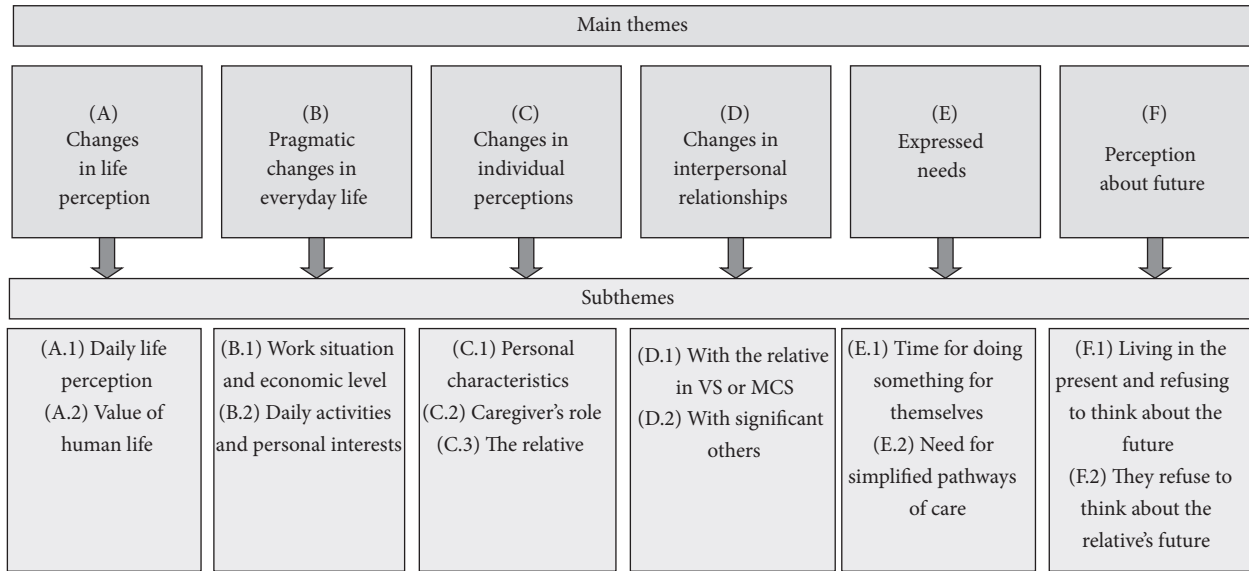 Main themes
(A)
Changes
in life
perception
(B)
Pragmatic
changes in
everyday life
(C)
Changes in
individual
perceptions
(D)
Changes in
interpersonal
relationships
(E)
Expressed
needs
(F)
Perception
about future
Subthemes
(A.1) Daily life
perception
(A.2) Value of
human life
(B.1) Work situation
and economic level
(B.2) Daily activities
and personal interests
(C.1) Personal
characteristics
(C.2) Caregiver’s role
(C.3) The relative
(D.1) With the relative
in VS or MCS
(D.2) With significant
others
(E.1) Time for doing
something for
themselves
(E.2) Need for
simplified pathways
of care
(F.1) Living in the
present and refusing
to think about the
future
(F.2) They refuse to
think about the
relative’s future